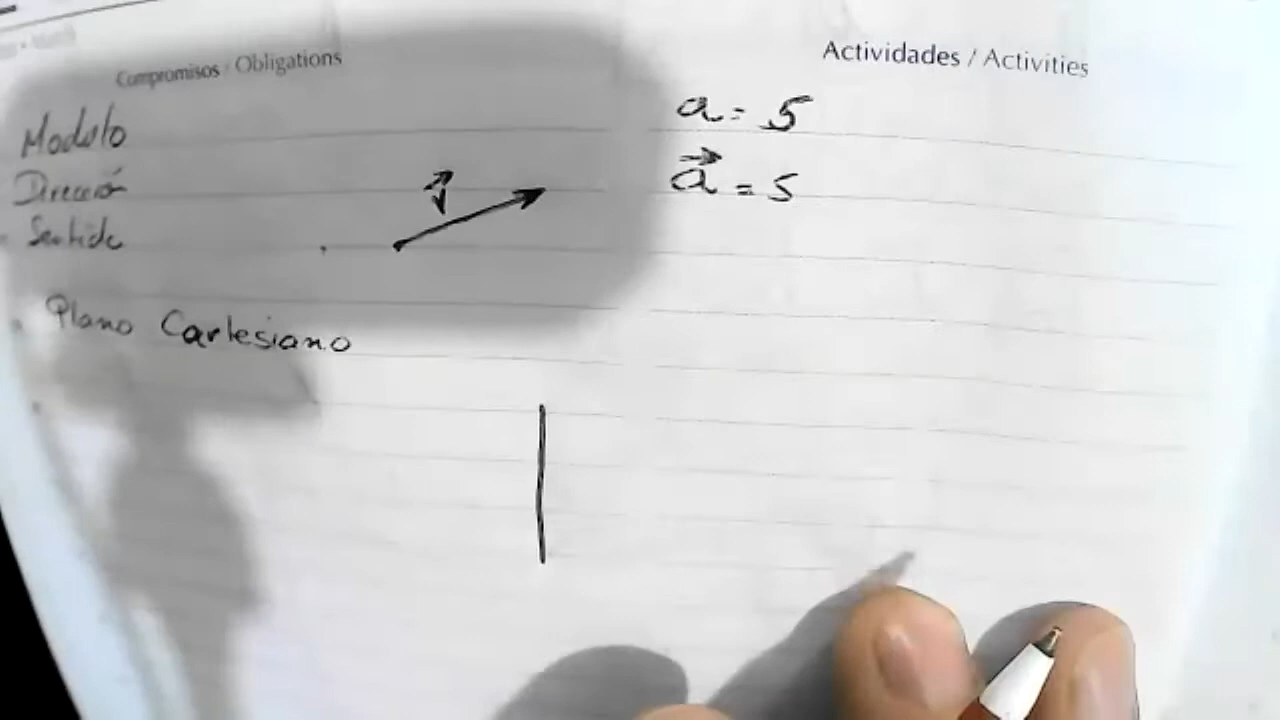 Compromisos / Obligations
Modulo
Dirección
Sentido
v
Plano Cartesiano
Actividades / Activities
a = 5
a⃗ = 5